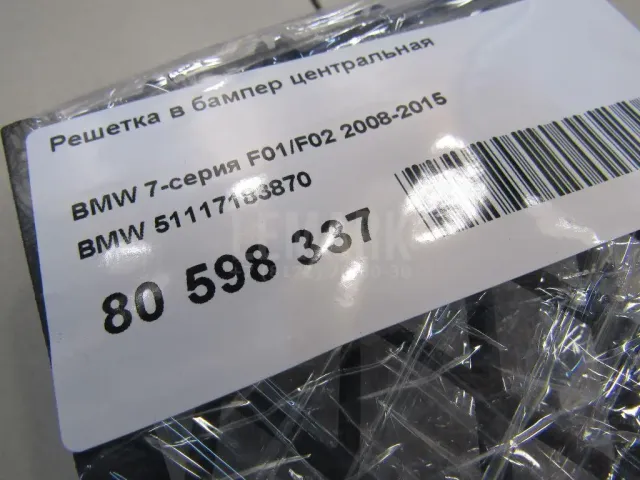 Решетка в бампер центральная
BMW 7-серия F01/F02 2008-2015
BMW 51117183870
80 598 337